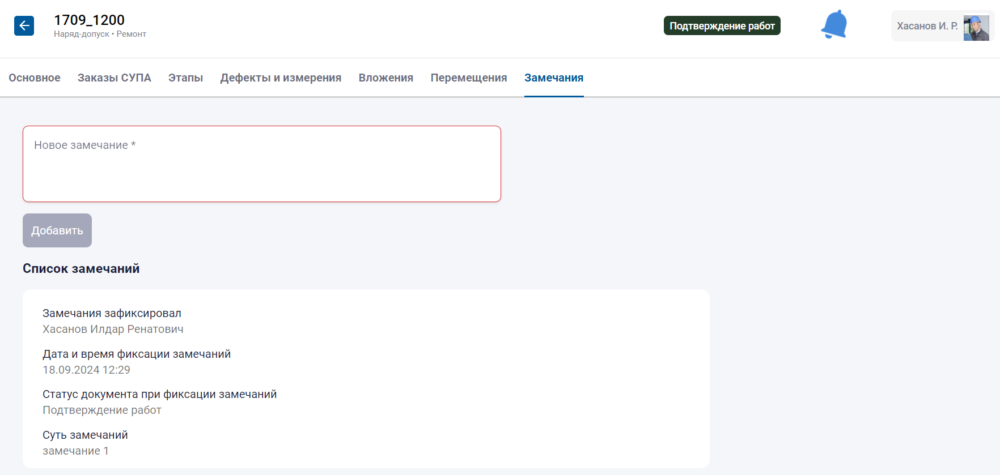 1709_1200
Наряд-допуск • Ремонт
Подтверждение работ
Хасанов И. Р.
Основное
Заказы СУПА
Этапы
Дефекты и измерения
Вложения
Перемещения
Замечания
Новое замечание *
Добавить
Список замечаний
Замечания зафиксировал
Хасанов Илдар Ренатович
Дата и время фиксации замечаний
18.09.2024 12:29
Статус документа при фиксации замечаний
Подтверждение работ
Суть замечаний
замечание 1